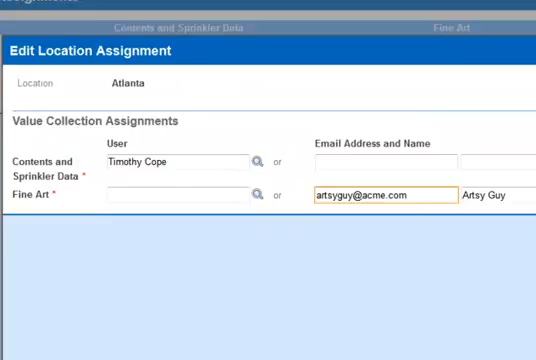 Contents and Sprinkler Data Fine Art
Edit Location Assignment
Location Atlanta
Value Collection Assignments
User Email Address and Name
Contents and Timothy Cope or
Sprinkler Data *
Fine Art * or artsyguy@acme.com Artsy Guy